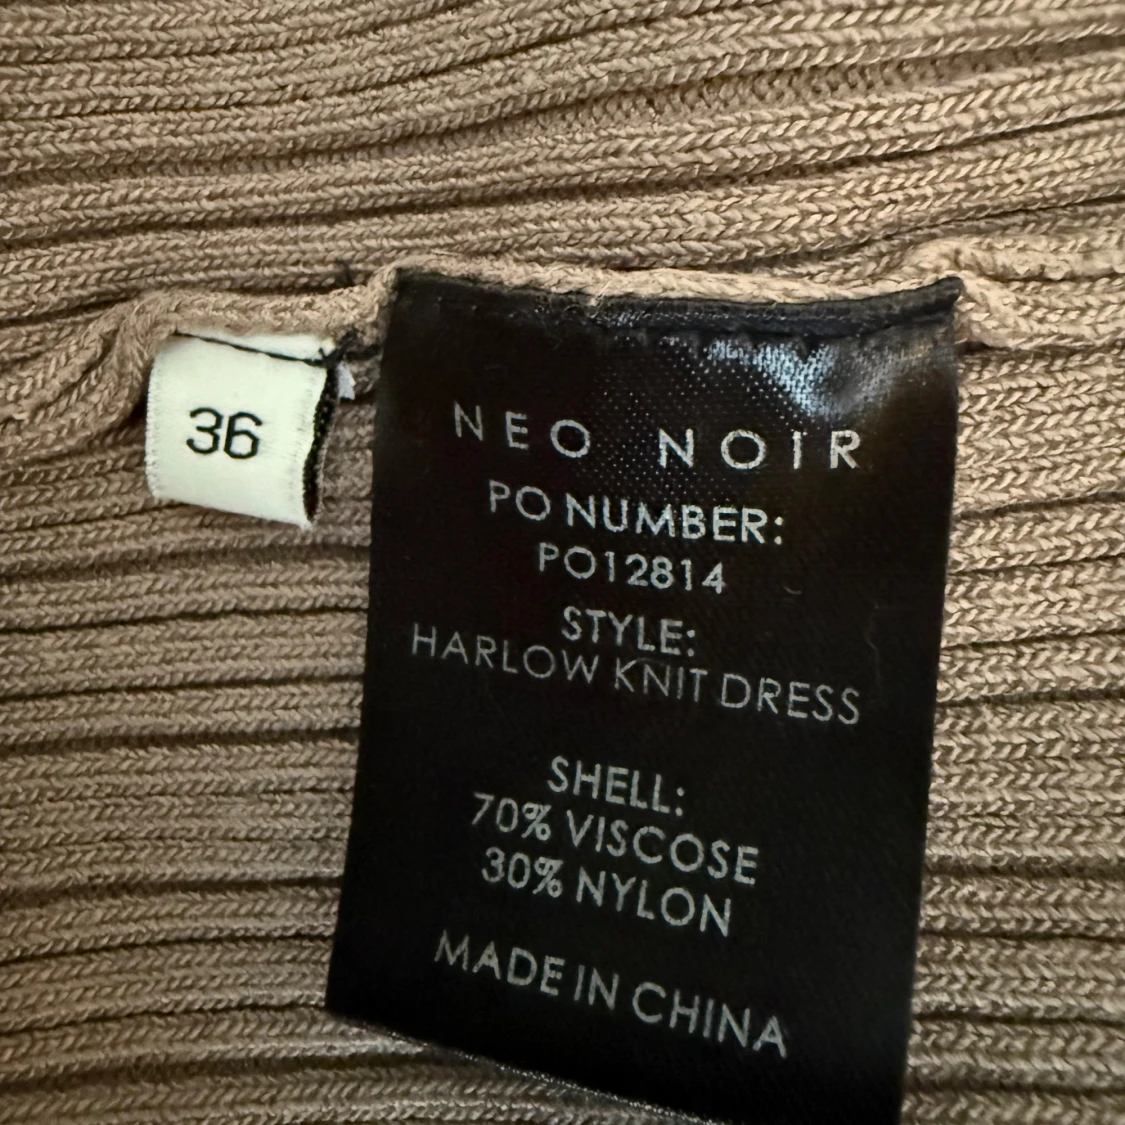 36
NEO NOIR
PO NUMBER:
PO12814
STYLE:
HARLOW KNIT DRESS
SHELL:
70% VISCOSE
30% NYLON
MADE IN CHINA